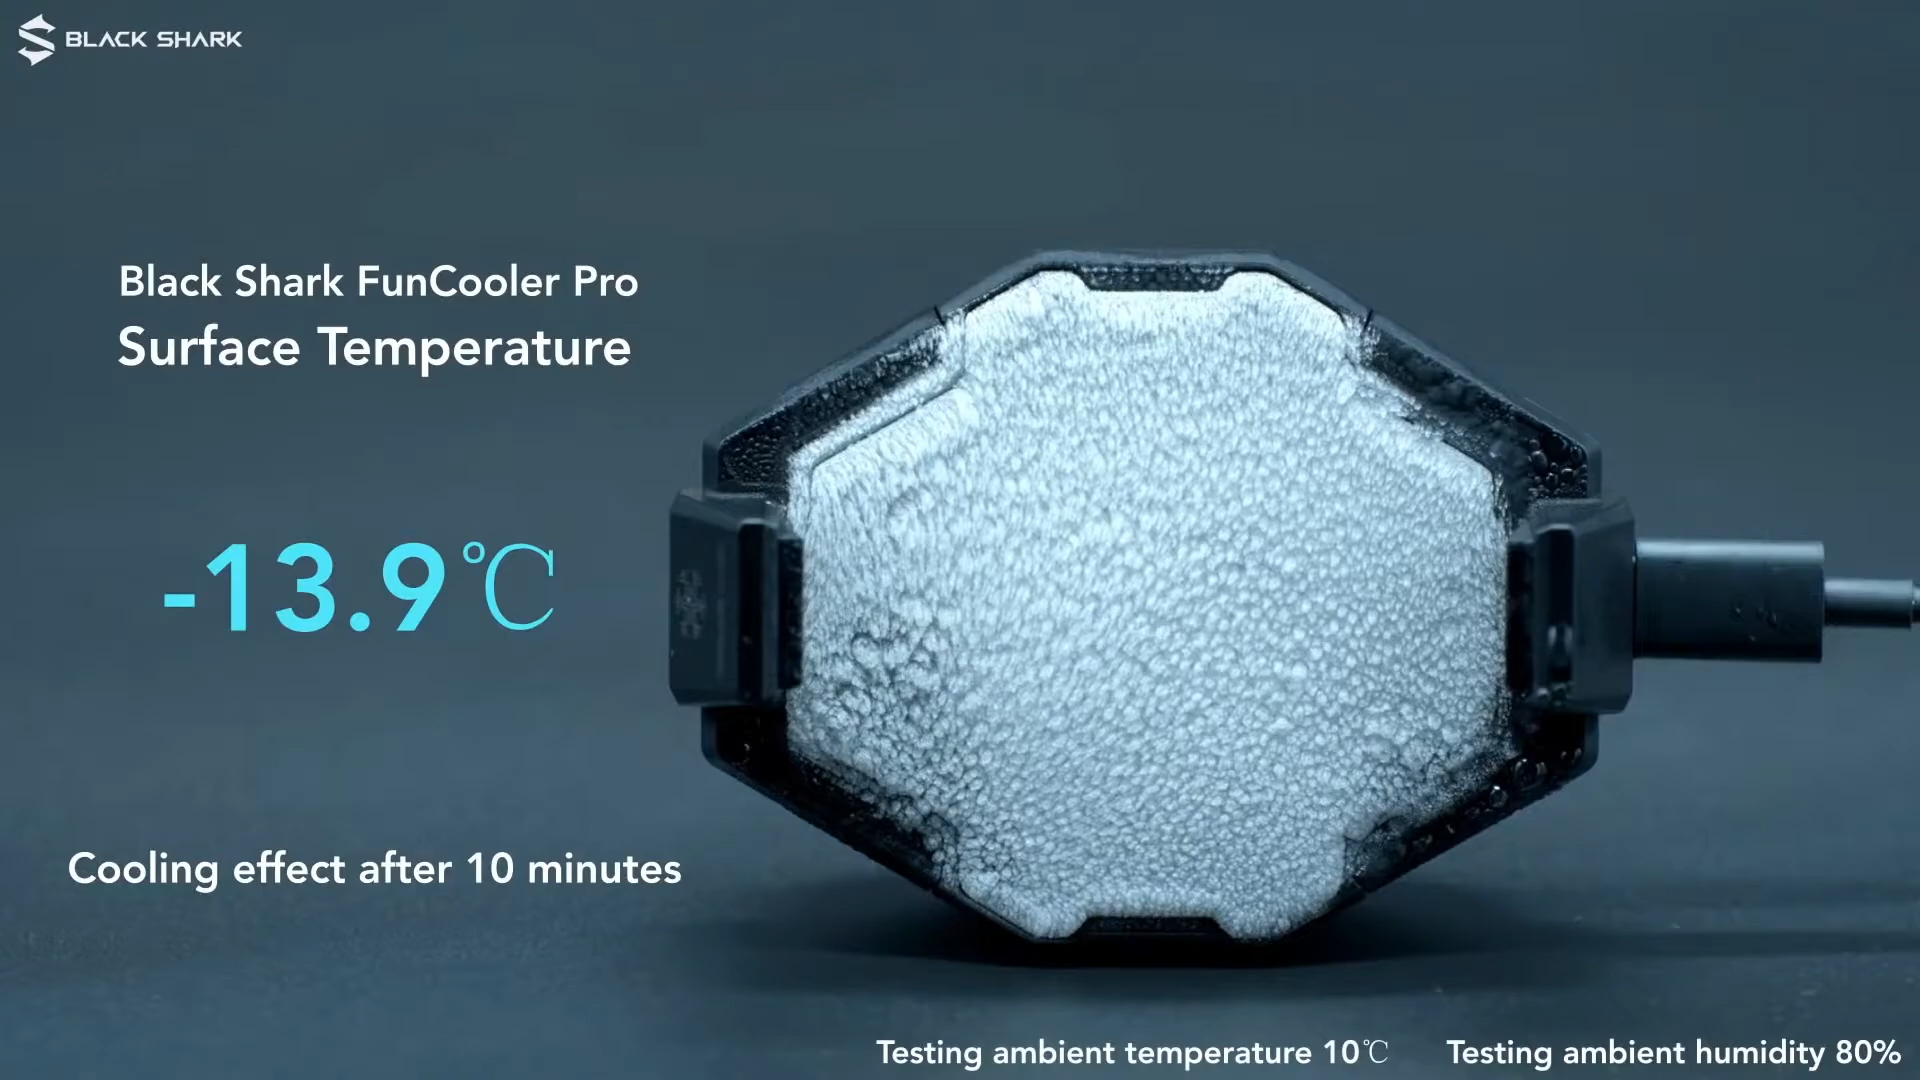 BLACK SHARK
Black Shark FunCooler Pro
Surface Temperature
-13.9℃
Cooling effect after 10 minutes
Testing ambient temperature 10℃
Testing ambient humidity 80%